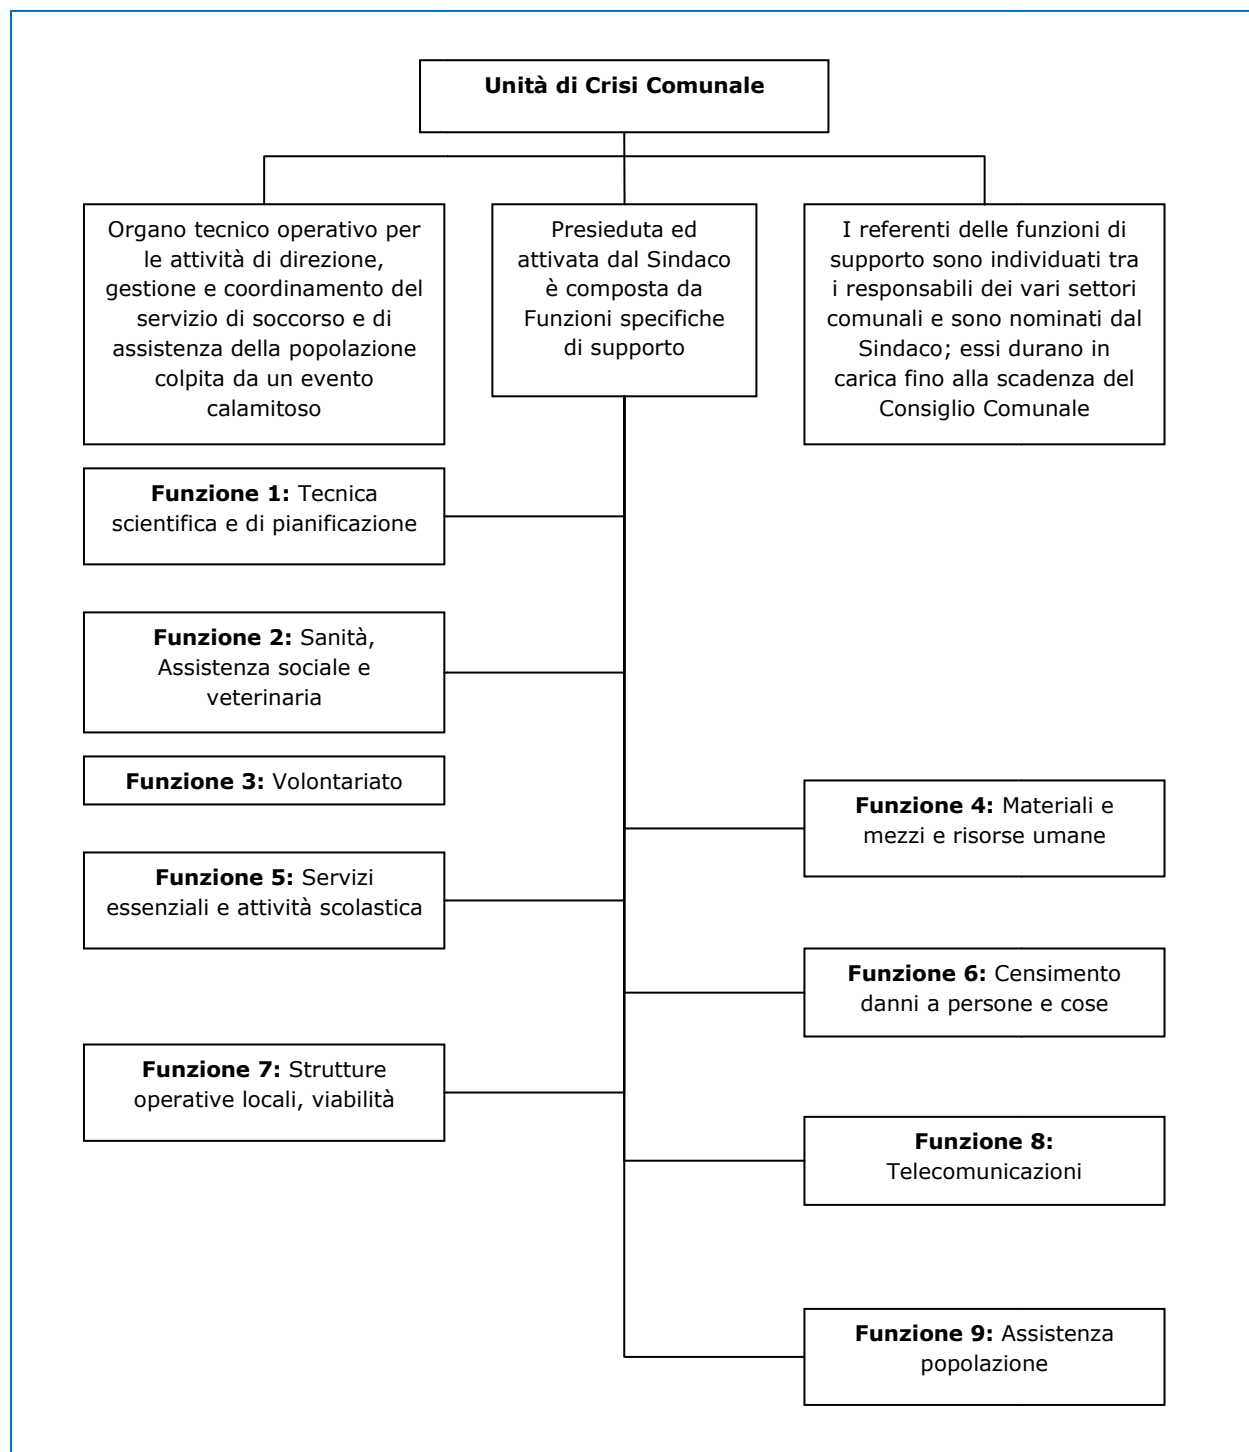 Unità di Crisi Comunale
Organo tecnico operativo per
le attività di direzione,
gestione e coordinamento del
servizio di soccorso e di
assistenza della popolazione
colpita da un evento
calamitoso
Presieduta ed
attivata dal Sindaco
è composta da
Funzioni specifiche
di supporto
I referenti delle funzioni di
supporto sono individuati tra
i responsabili dei vari settori
comunali e sono nominati dal
Sindaco; essi durano in
carica fino alla scadenza del
Consiglio Comunale
Funzione 1: Tecnica
scientifica e di pianificazione
Funzione 2: Sanità,
Assistenza sociale e
veterinaria
Funzione 3: Volontariato
Funzione 4: Materiali e
mezzi e risorse umane
Funzione 5: Servizi
essenziali e attività scolastica
Funzione 6: Censimento
danni a persone e cose
Funzione 7: Strutture
operative locali, viabilità
Funzione 8:
Telecomunicazioni
Funzione 9: Assistenza
popolazione